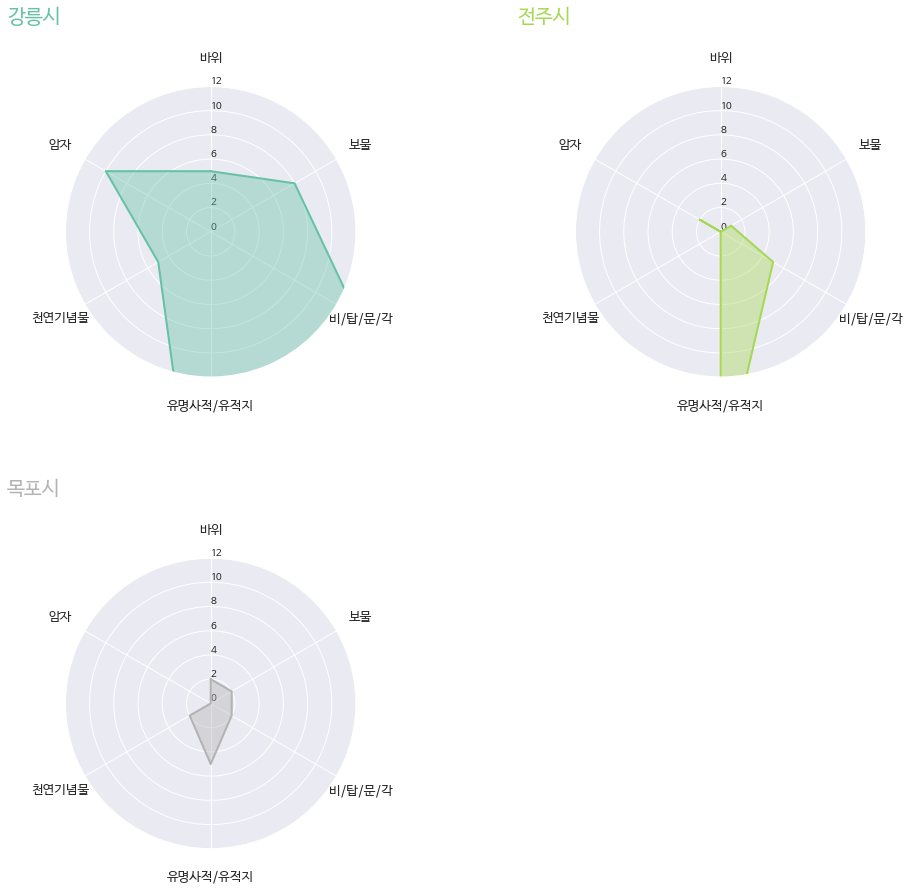 강릉시
바위
12
10
8
6
4
2
0
암자
보물
천연기념물
비/탑/문/각
유명사적/유적지
전주시
바위
12
10
8
6
4
2
0
암자
보물
천연기념물
비/탑/문/각
유명사적/유적지
목포시
바위
12
10
8
6
4
2
0
암자
보물
천연기념물
비/탑/문/각
유명사적/유적지